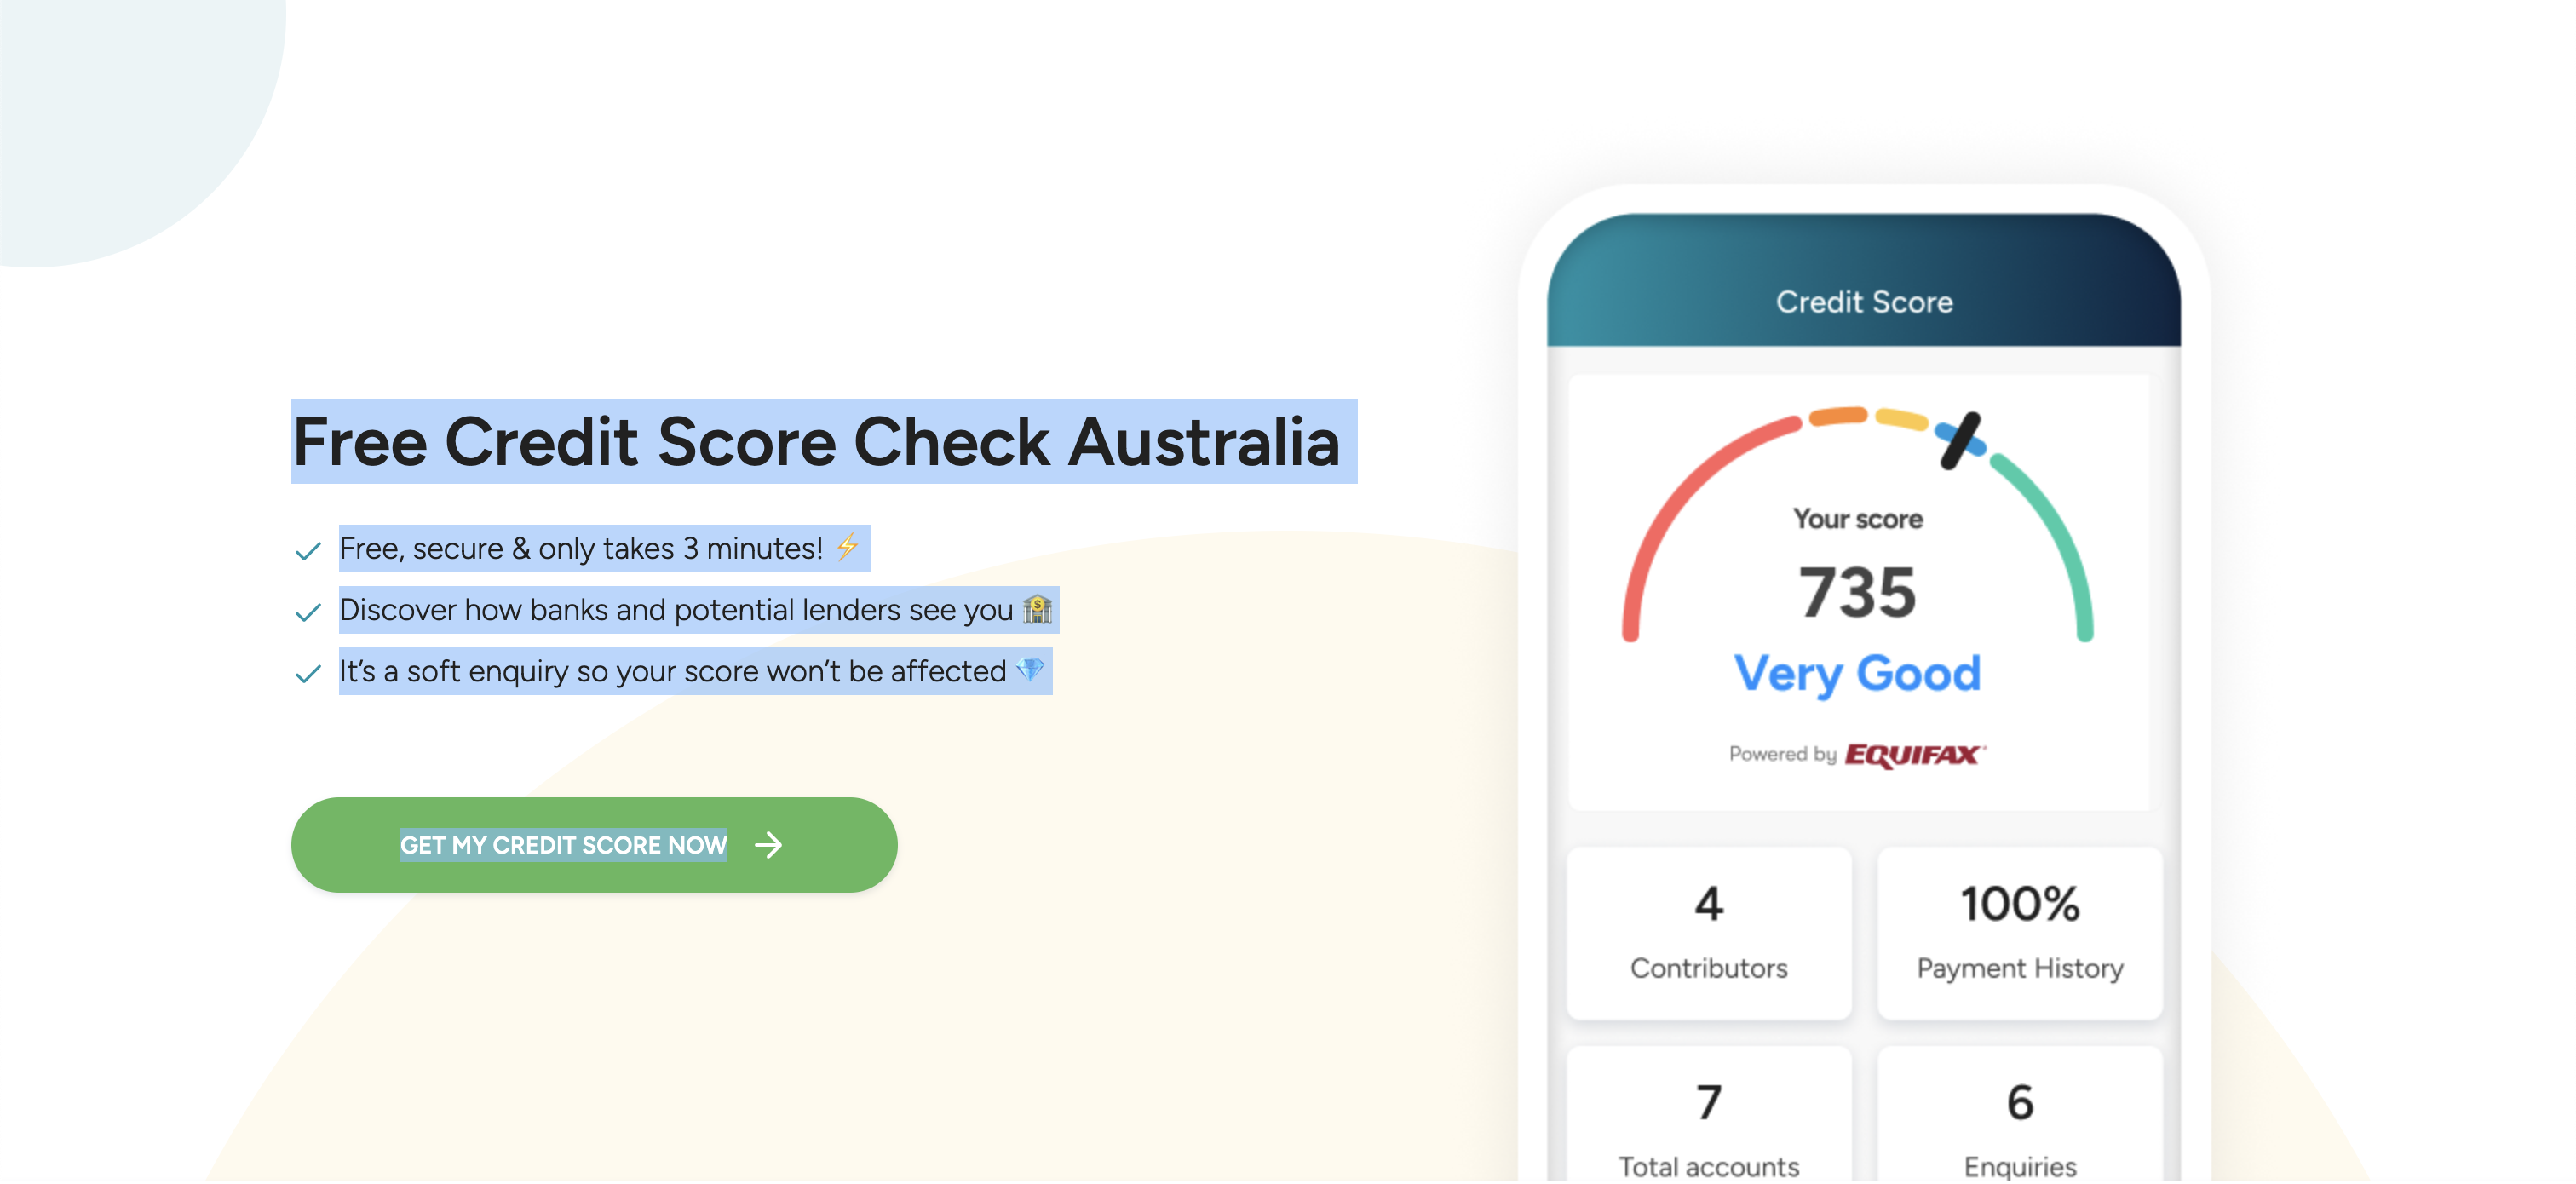 Free Credit Score Check Australia
Free, secure & only takes 3 minutes! ⚡
Discover how banks and potential lenders see you 🏦
It’s a soft enquiry so your score won’t be affected 💎
GET MY CREDIT SCORE NOW
Credit Score
Your score
735
Very Good
Powered by EQUIFAX
4
Contributors
100%
Payment History
7
Total accounts
6
Enquiries